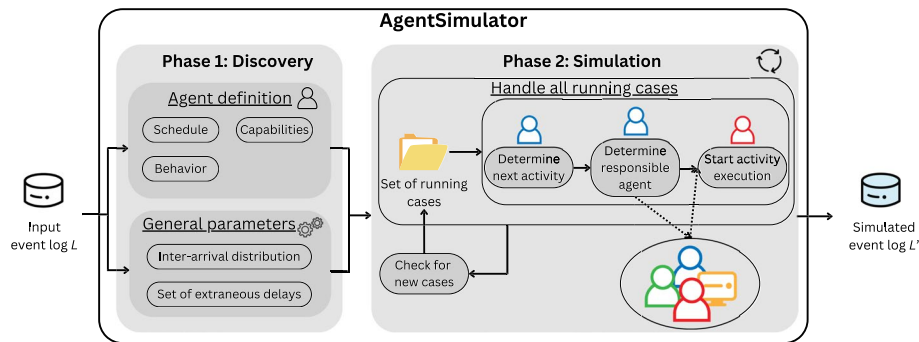 AgentSimulator
Phase 1: Discovery
Agent definition
Schedule
Capabilities
Behavior
General parameters
Inter-arrival distribution
Set of extraneous delays
Input
event log L
Phase 2: Simulation
Handle all running cases
Set of running
cases
Determine
next activity
Determine
responsible
agent
Start activity
execution
Check for
new cases
Simulated
event log L'